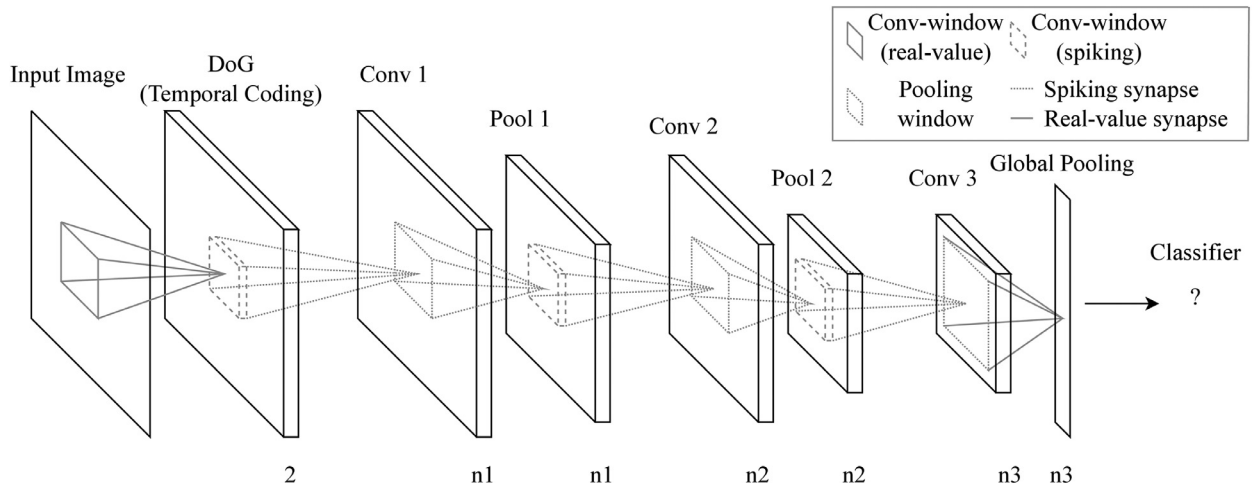 Conv-window
(real-value)
Conv-window
(spiking)
Pooling
window
Spiking synapse
Real-value synapse
Input Image
DoG
(Temporal Coding)
Conv 1
Pool 1
Conv 2
Pool 2
Conv 3
Global Pooling
Classifier
?
2
n1
n1
n2
n2
n3
n3